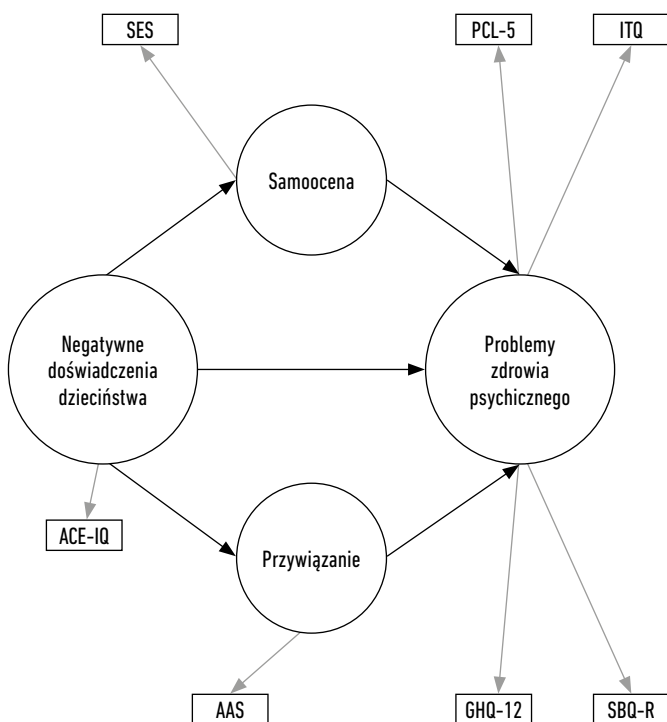 SES
PCL-5
ITQ
Samoocena
Negatywne
doświadczenia
dzieciństwa
Problemy
zdrowia
psychicznego
ACE-IQ
Przywiązanie
AAS
GHQ-12
SBQ-R